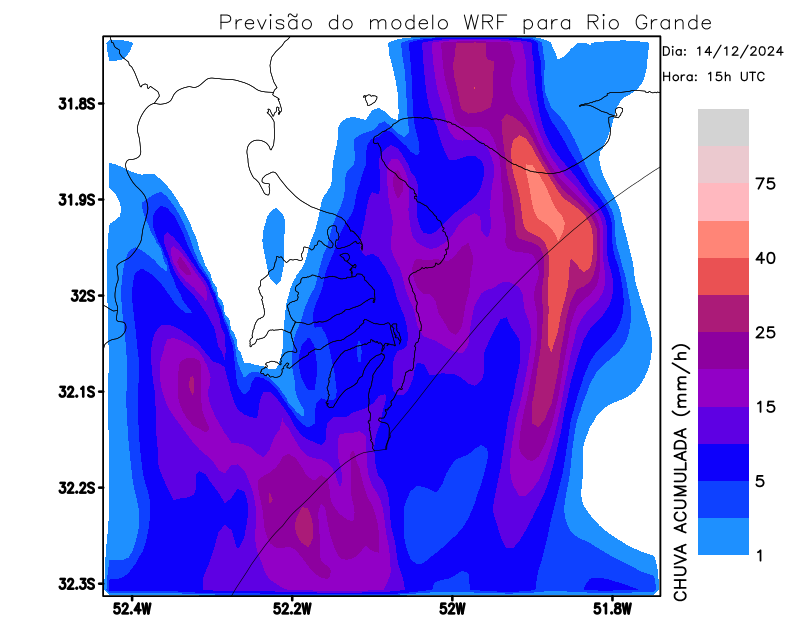 Previsão do modelo WRF para Rio Grande
Dia: 14/12/2024
Hora: 15h UTC
31.8S
31.9S
32S
32.1S
32.2S
32.3S
52.4W
52.2W
52W
51.8W
75
40
25
15
5
1
CHUVA ACUMULADA (mm/h)